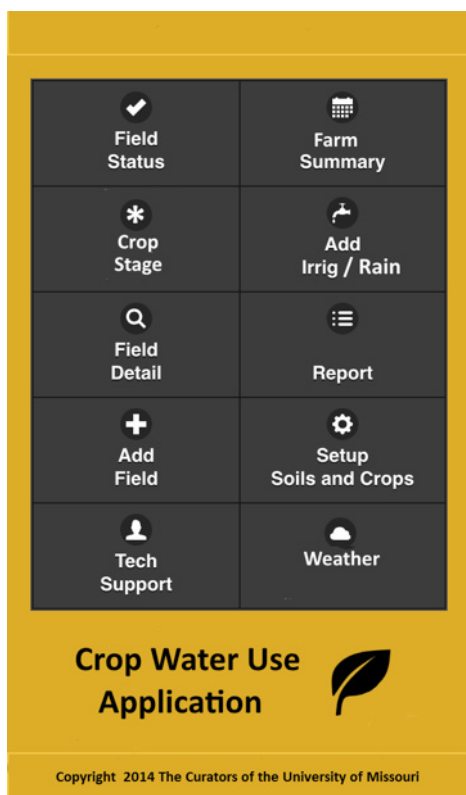 Field
Status
Farm
Summary
Crop
Stage
Add
Irrig / Rain
Field
Detail
Report
Add
Field
Setup
Soils and Crops
Tech
Support
Weather
Crop Water Use
Application
Copyright 2014 The Curators of the University of Missouri